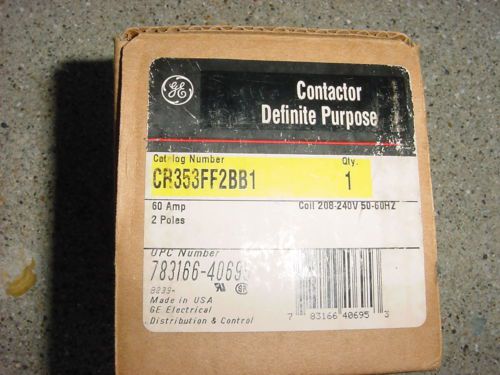 GE
Contactor
Definite Purpose
Catalog Number Qty.
CR353FF2BB1 1
60 Amp Coil 208-240V 50-60HZ
2 Poles
UPC Number
783166-40695
8239-
Made in USA
GE Electrical
Distribution & Control
7 83166 40695 3